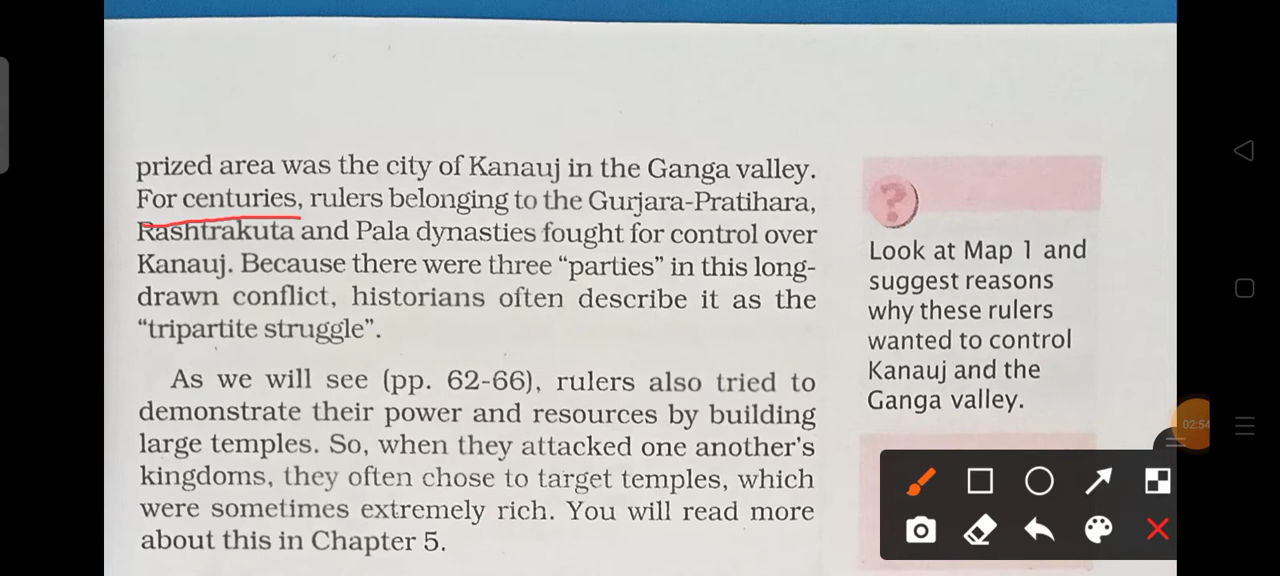 prized area was the city of Kanauj in the Ganga valley.
For centuries, rulers belonging to the Gurjara-Pratihara,
Rashtrakuta and Pala dynasties fought for control over
Kanauj. Because there were three “parties” in this long-
drawn conflict, historians often describe it as the
“tripartite struggle”.
As we will see (pp. 62-66), rulers also tried to
demonstrate their power and resources by building
large temples. So, when they attacked one another’s
kingdoms, they often chose to target temples, which
were sometimes extremely rich. You will read more
about this in Chapter 5.
?
Look at Map 1 and
suggest reasons
why these rulers
wanted to control
Kanauj and the
Ganga valley.
02:54